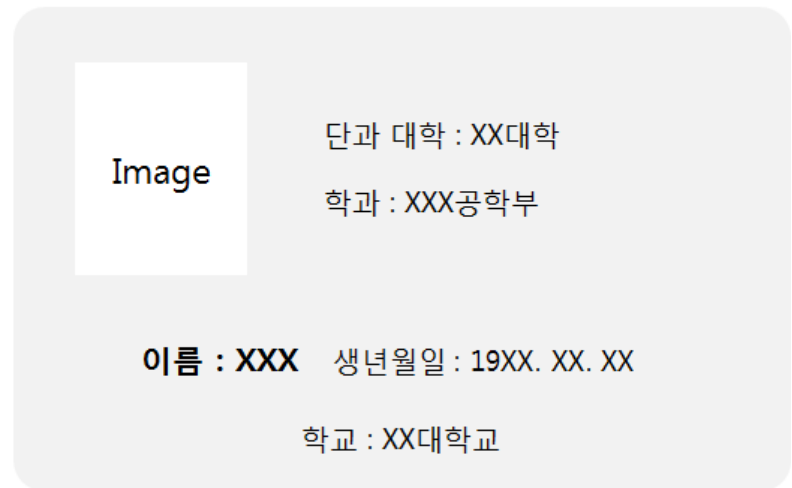 Image
단과 대학 : XX대학
학과 : XXX공학부
이름 : XXX 생년월일 : 19XX. XX. XX
학교 : XX대학교